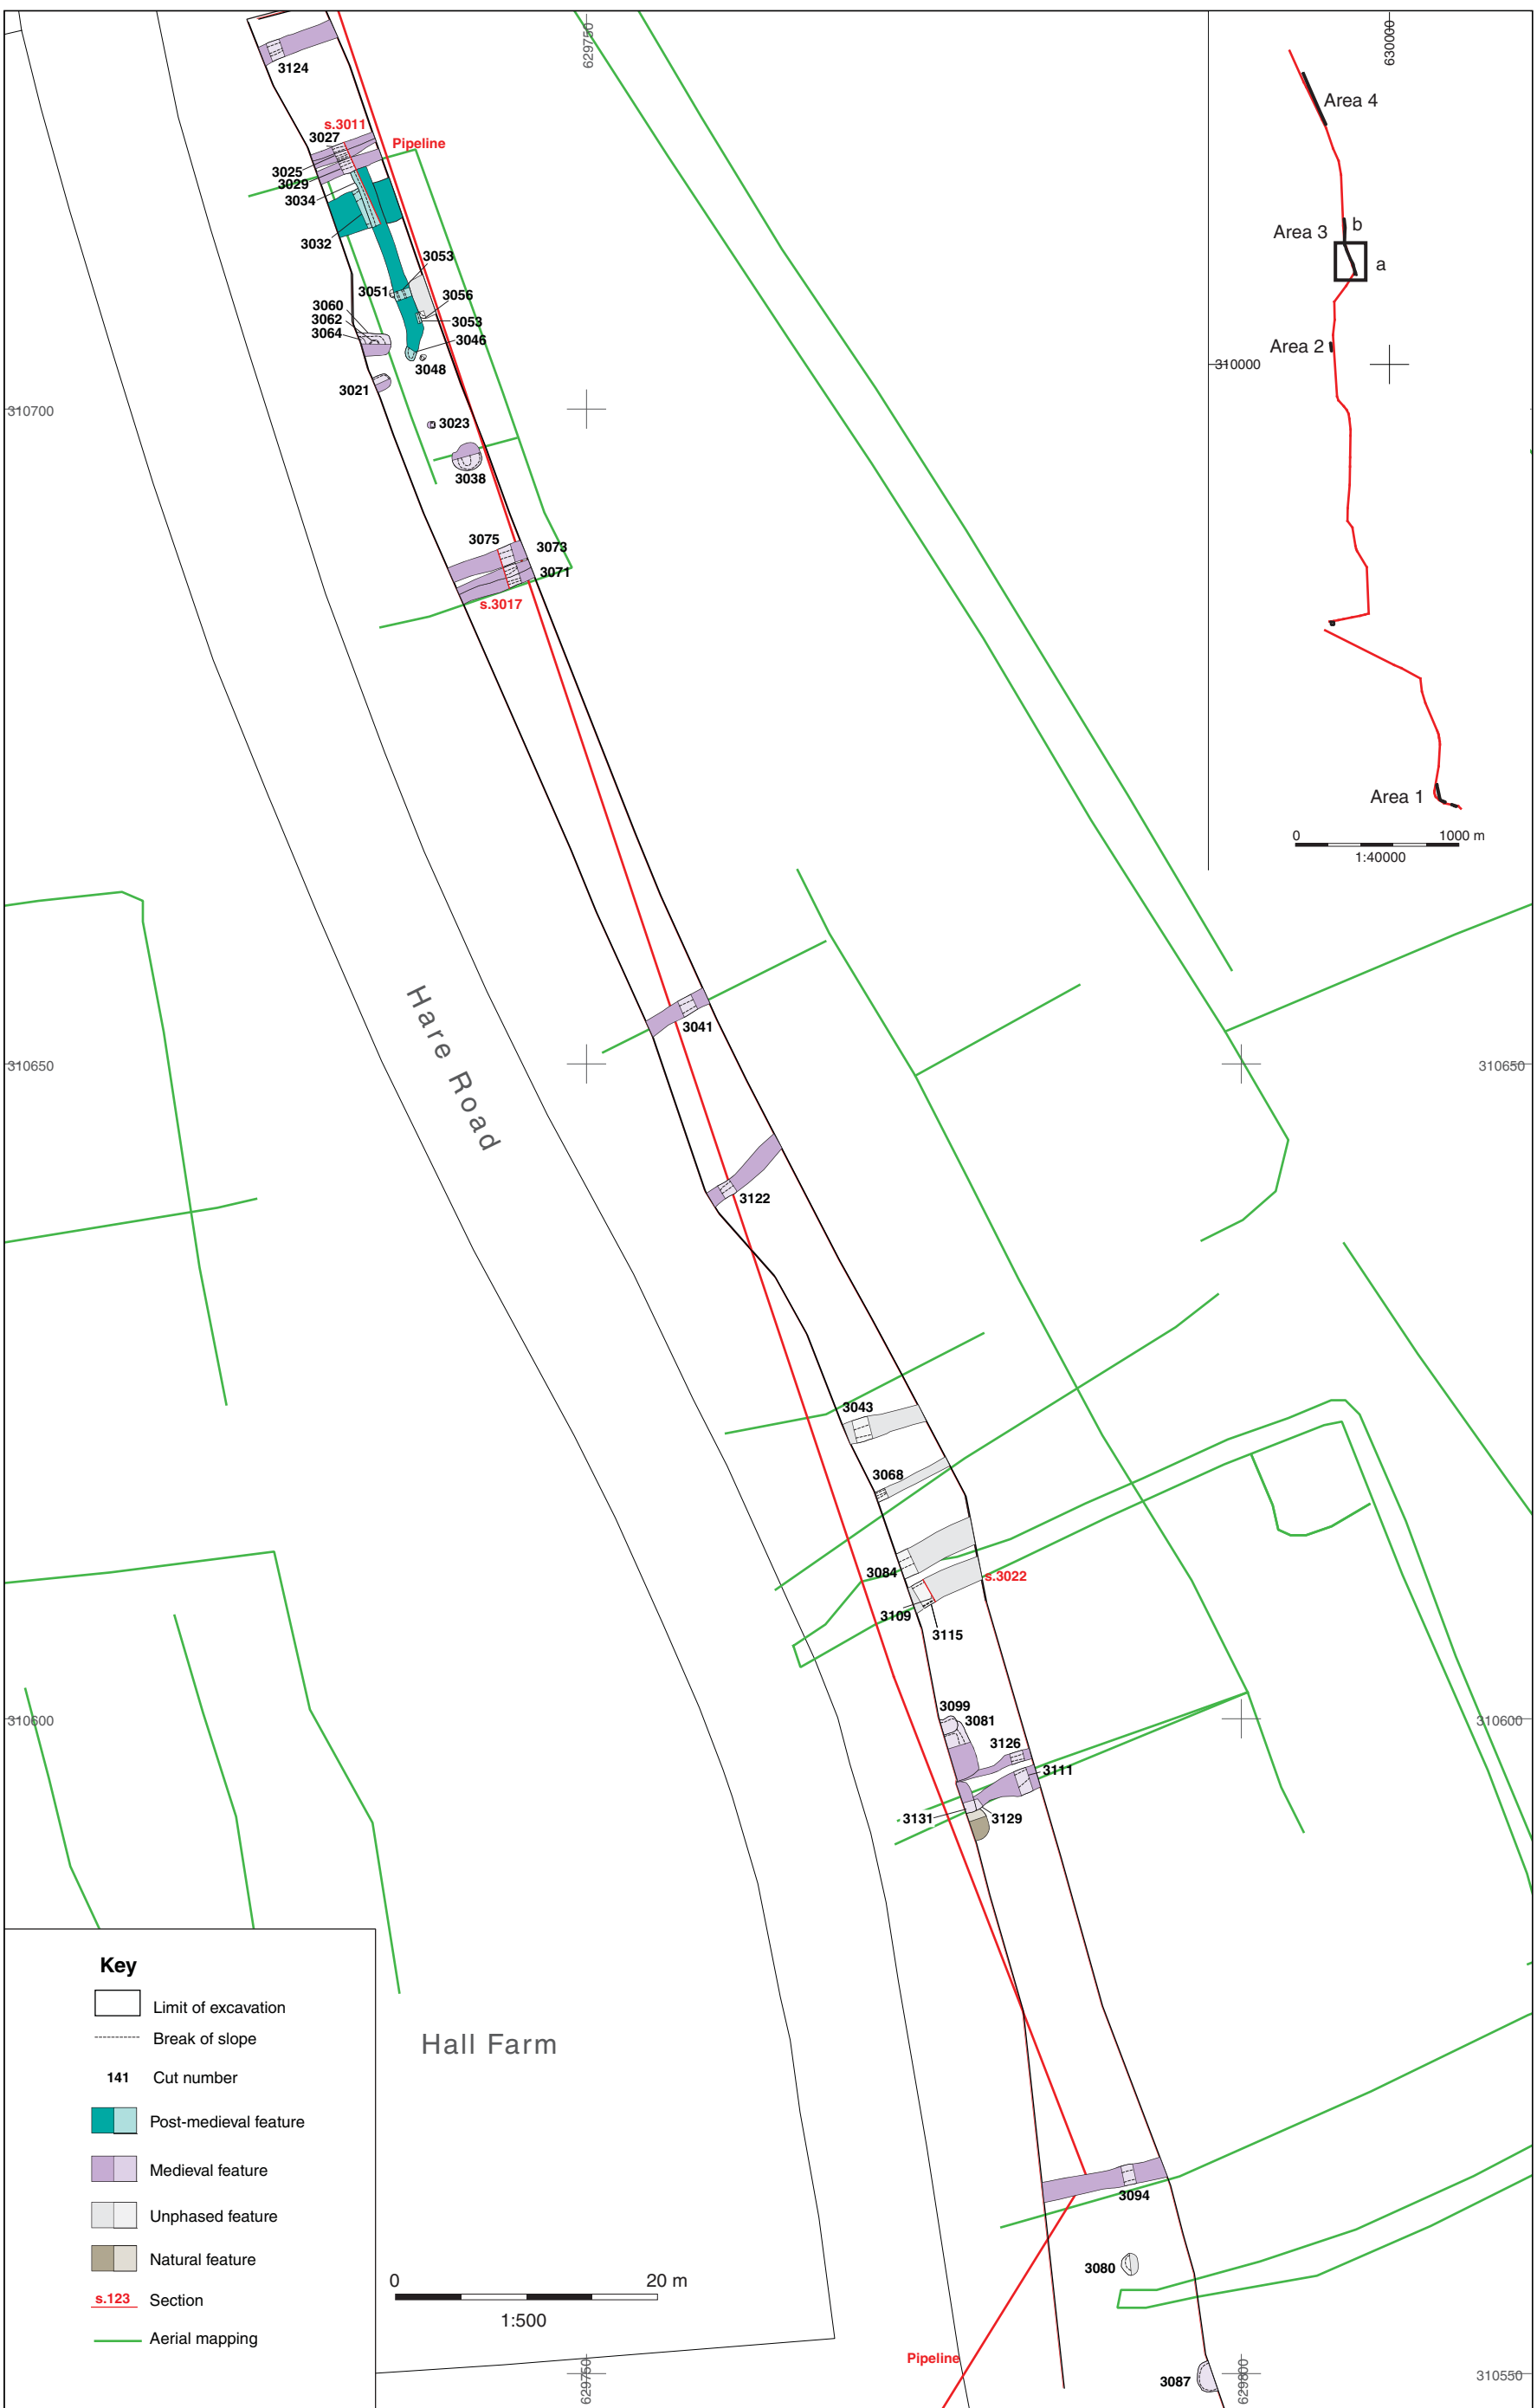 629750
630000
3124
Area 4
s.3011
3027
Pipeline
3025
3029
3034
b
Area 3
3032
a
3053
3051
3056
3060
3062
3053
3064
3046
Area 2
3048
310000
3021
310700
3023
3038
3075
3073
3071
s.3017
Area 1
0
1000 m
1:40000
Hare Road
3041
310650
310650
3122
3043
3068
3084
s.3022
3109
3115
3099
3081
310600
310600
3126
3111
3131
3129
Key
Limit of excavation
Break of slope
141
Cut number
Post-medieval feature
Medieval feature
Unphased feature
Natural feature
s.123
Section
Aerial mapping
Hall Farm
0
20 m
1:500
3094
3080
Pipeline
3087
629750
629800
310550